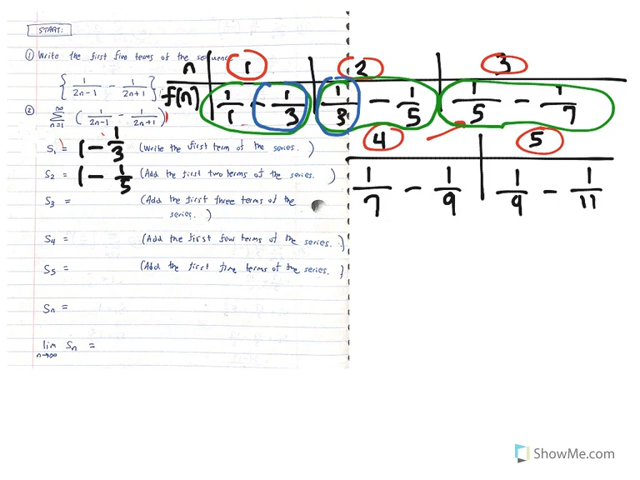 START:
① Write the first five terms of the sequence
{ 1/(2n-1) - 1/(2n+1) }
② ∞ Σ n=1 ( 1/(2n-1) - 1/(2n+1) )
S₁ = 1 - 1/3 (Write the first term of the series.)
S₂ = 1 - 1/5 (Add the first two terms of the series.)
S₃ = (Add the first three terms of the
series.)
S₄ = (Add the first four terms of the series.)
S₅ = (Add the first five terms of the series.)
Sₙ =
lim n→∞ Sₙ =
n 1 2 3
f(n) 1/1 - 1/3 1/3 - 1/5 1/5 - 1/7
4 5
1/7 - 1/9 1/9 - 1/11
ShowMe.com